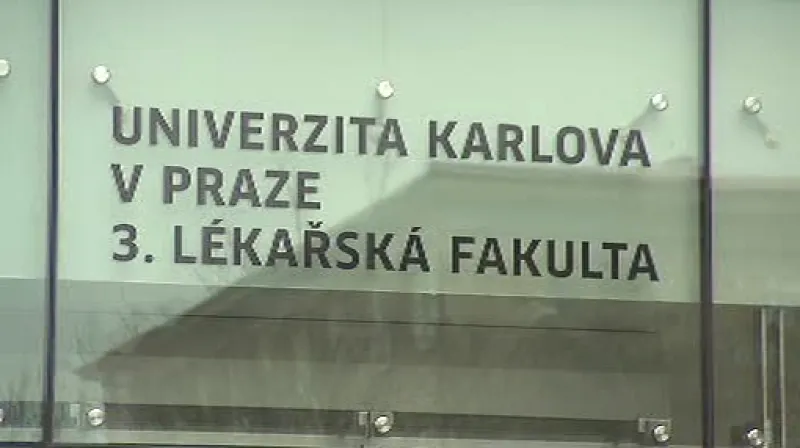 UNIVERZITA KARLOVA
V PRAZE
3. LÉKAŘSKÁ FAKULTA